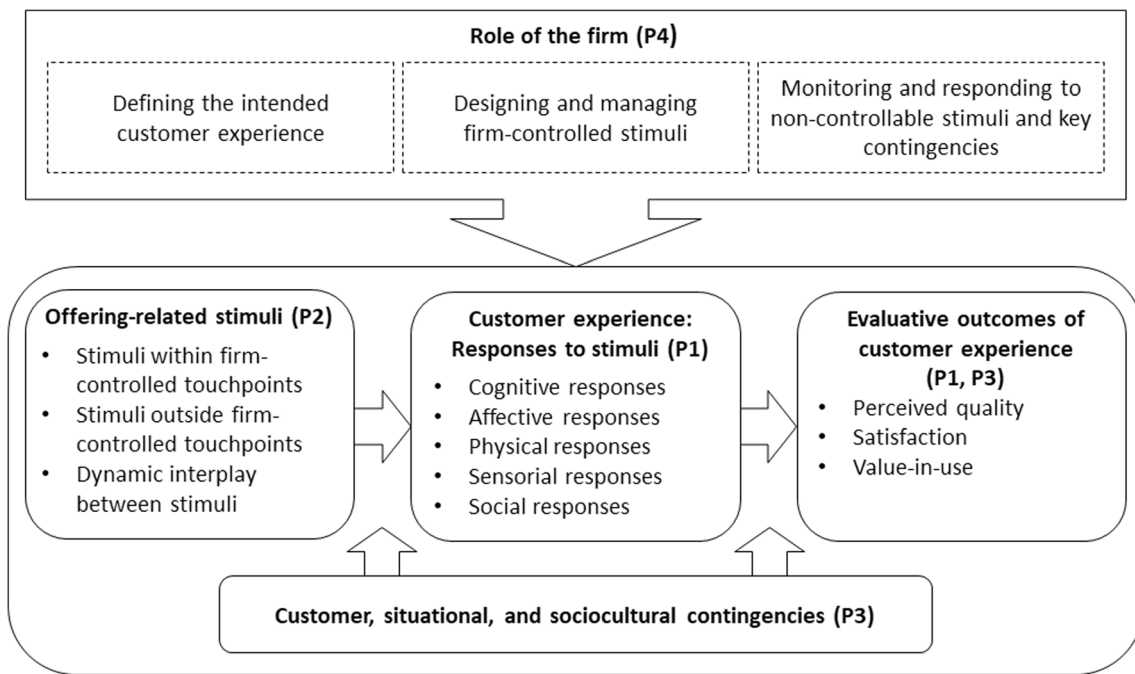 Role of the firm (P4)
Defining the intended
customer experience
Designing and managing
firm-controlled stimuli
Monitoring and responding to
non-controllable stimuli and key
contingencies
Offering-related stimuli (P2)
• Stimuli within firm-
controlled touchpoints
• Stimuli outside firm-
controlled touchpoints
• Dynamic interplay
between stimuli
Customer experience:
Responses to stimuli (P1)
• Cognitive responses
• Affective responses
• Physical responses
• Sensorial responses
• Social responses
Evaluative outcomes of
customer experience
(P1, P3)
• Perceived quality
• Satisfaction
• Value-in-use
Customer, situational, and sociocultural contingencies (P3)